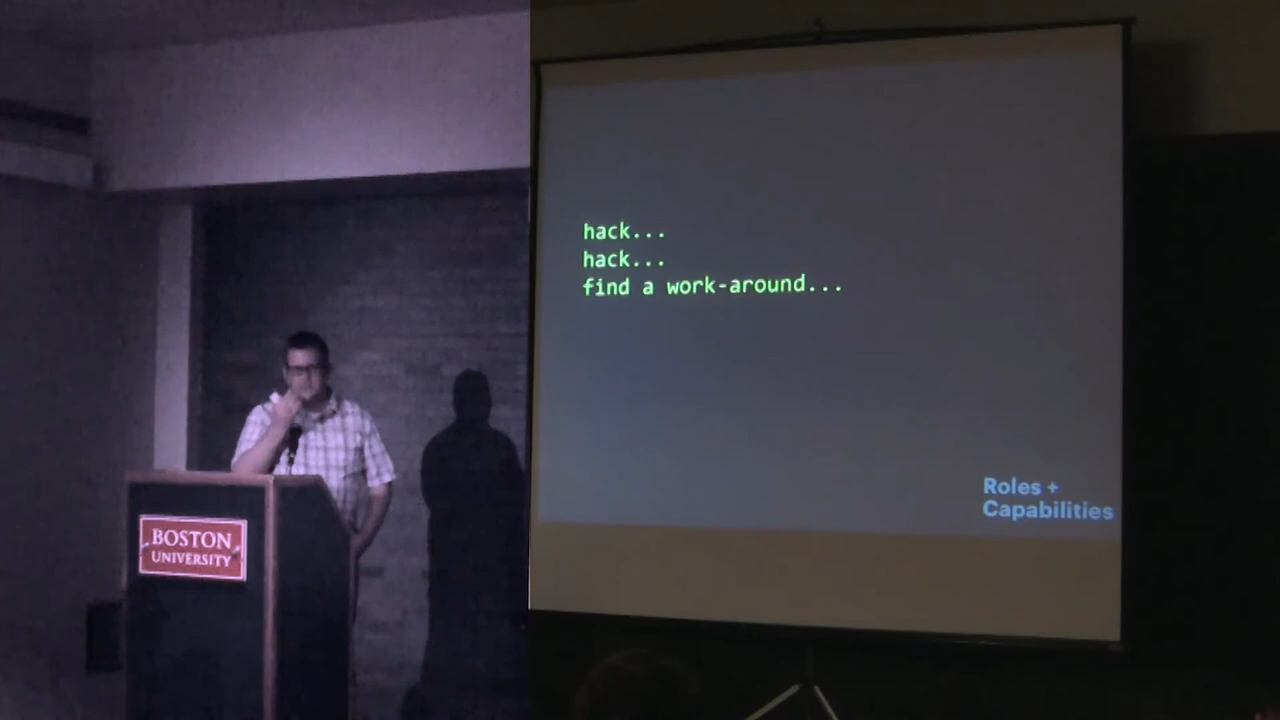 BOSTON
UNIVERSITY
hack...
hack...
find a work-around...
Roles +
Capabilities